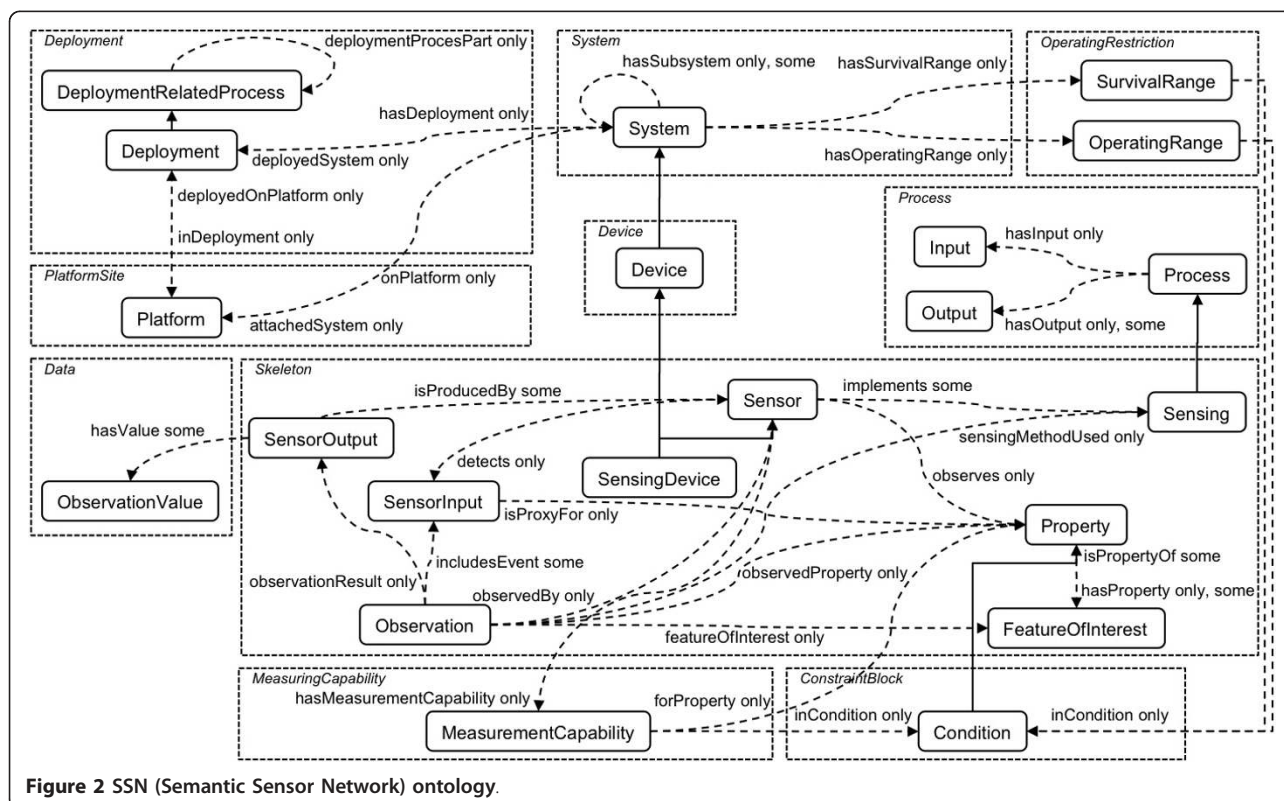 Deployment
deploymentProcesPart only
DeploymentRelatedProcess
Deployment
hasDeployment only
deployedSystem only
deployedOnPlatform only
inDeployment only
PlatformSite
Platform
onPlatform only
attachedSystem only
System
hasSubsystem only, some
System
hasSurvivalRange only
hasOperatingRange only
OperatingRestriction
SurvivalRange
OperatingRange
Device
Device
Process
Input
hasInput only
Process
Output
hasOutput only, some
Data
hasValue some
ObservationValue
Skeleton
isProducedBy some
Sensor
implements some
Sensing
SensorOutput
sensingMethodUsed only
detects only
SensingDevice
observes only
SensorInput
isProxyFor only
Property
includesEvent some
isPropertyOf some
observationResult only
observedBy only
observedProperty only
hasProperty only, some
Observation
featureOfInterest only
FeatureOfInterest
MeasuringCapability
hasMeasurementCapability only
forProperty only
MeasurementCapability
ConstraintBlock
inCondition only
Condition
inCondition only
Figure 2 SSN (Semantic Sensor Network) ontology.